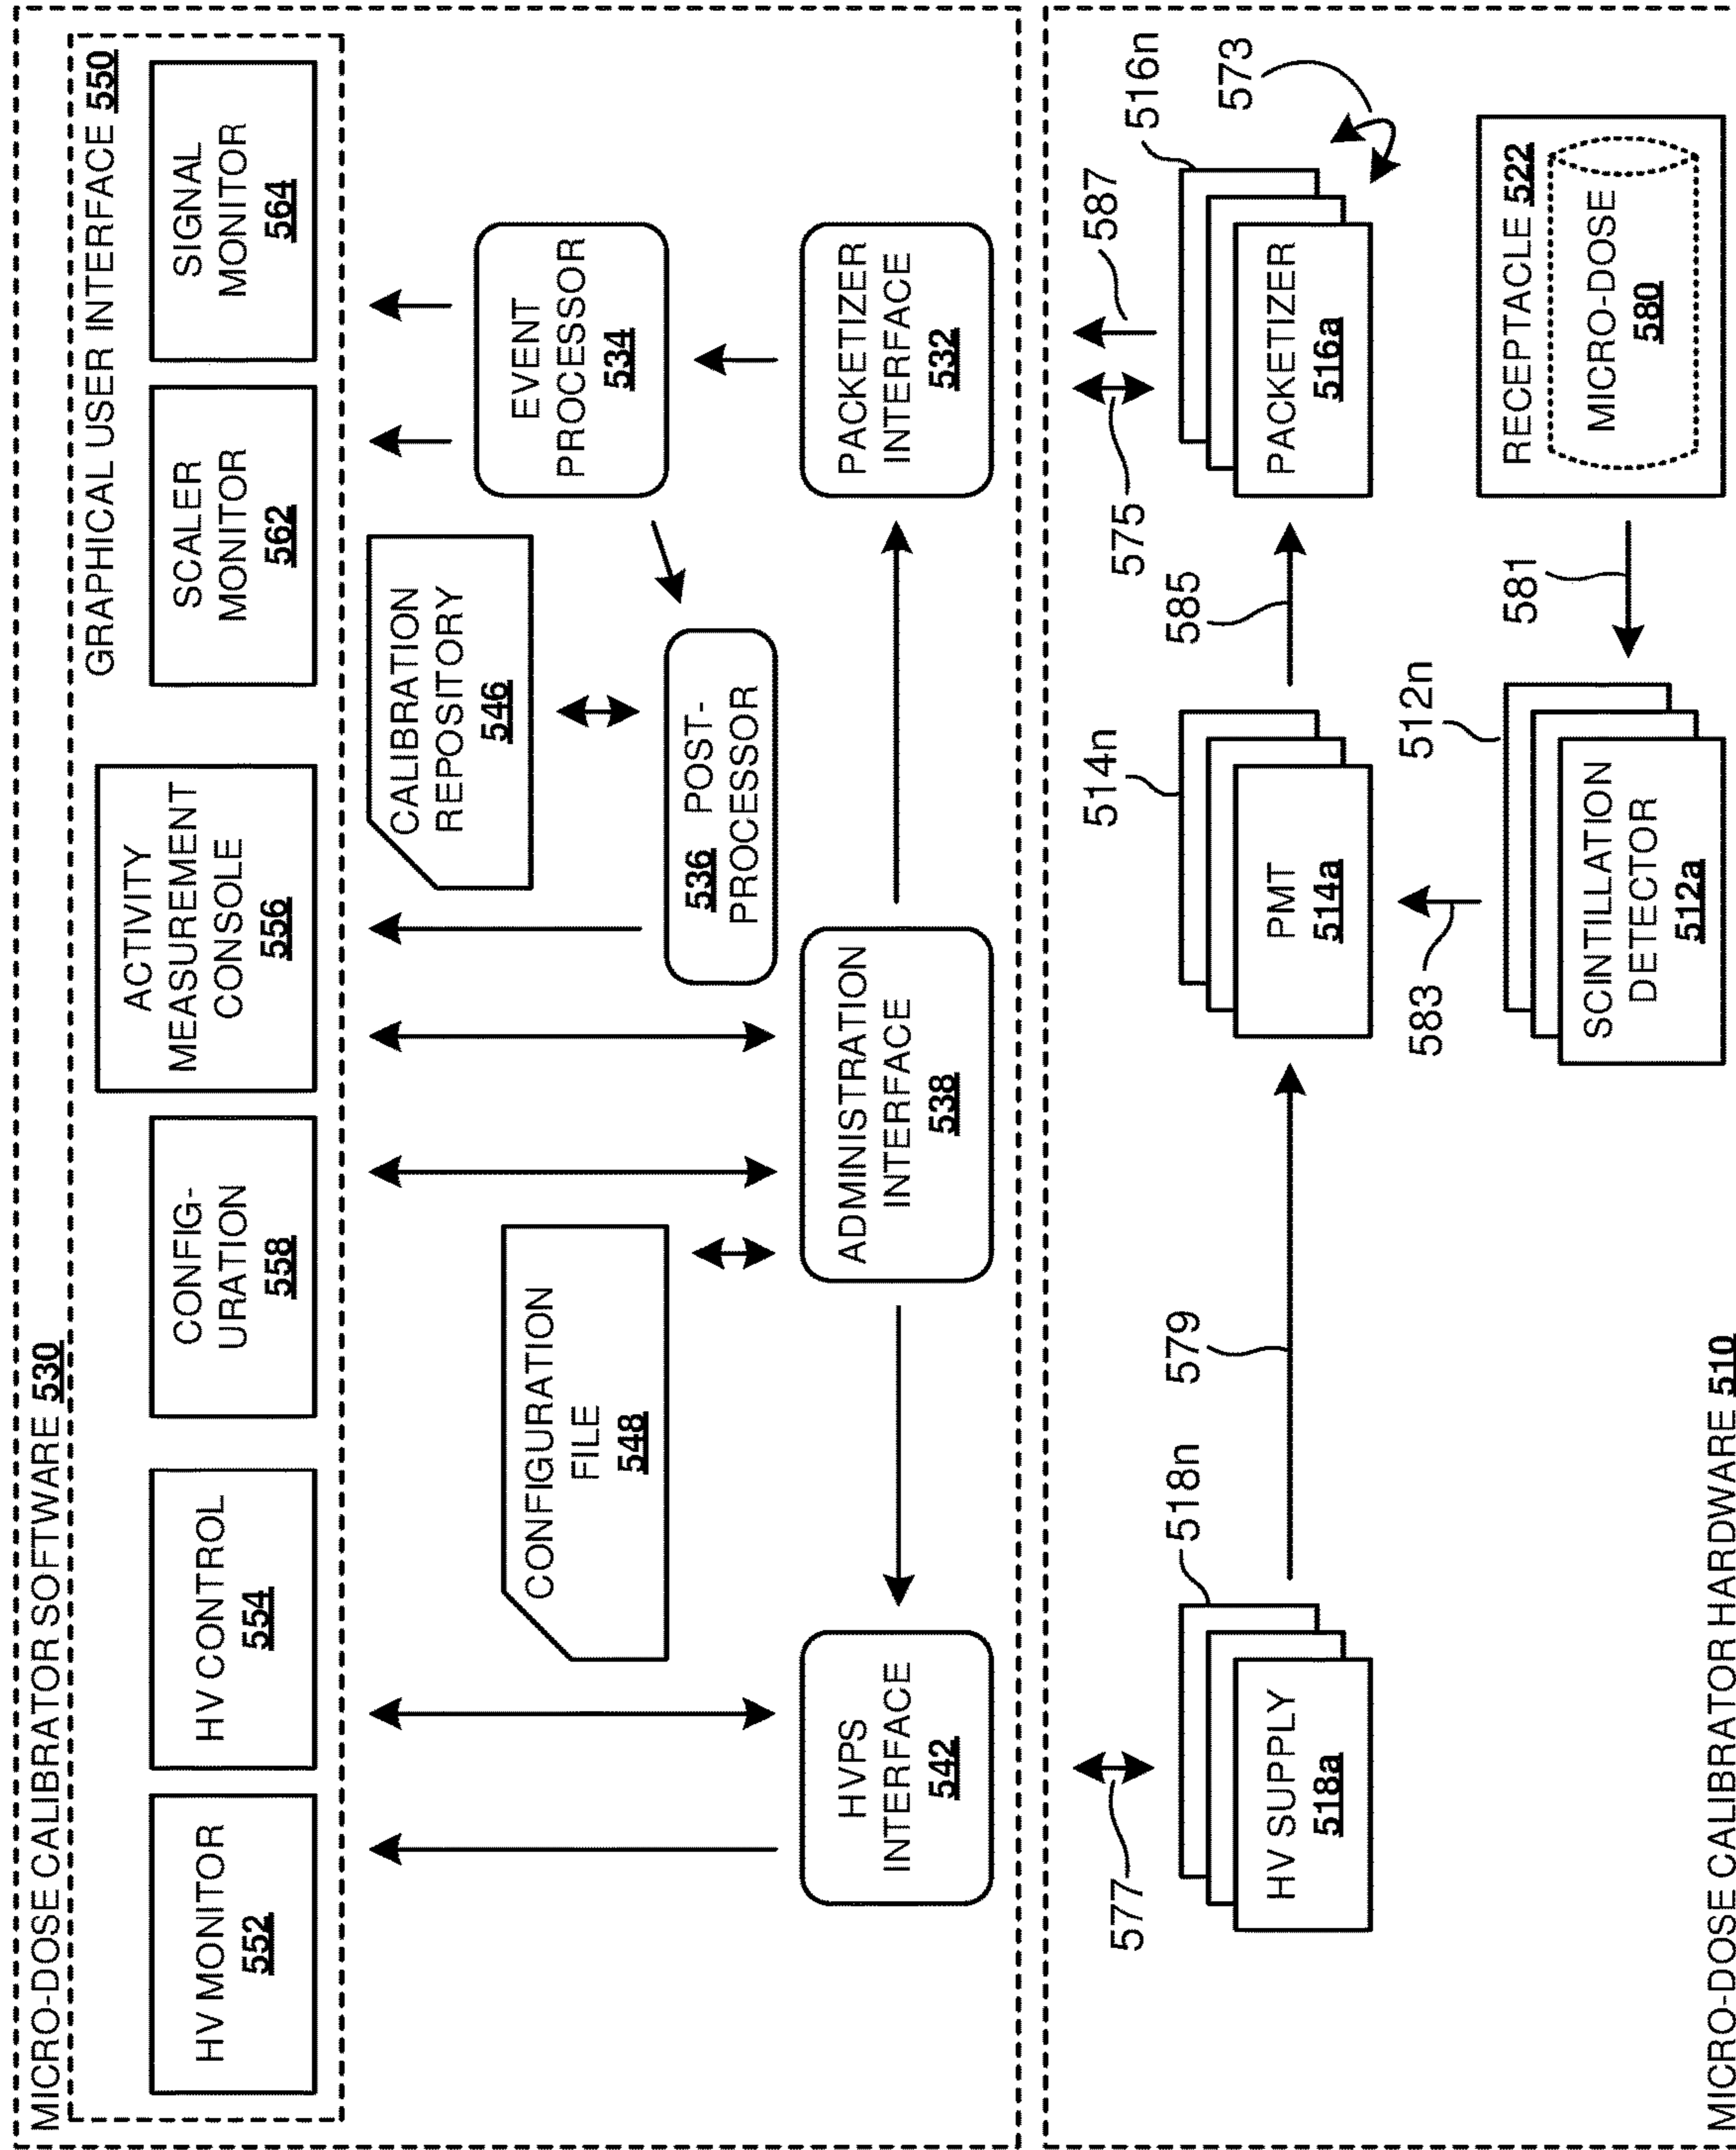 MICRO-DOSE CALIBRATOR SOFTWARE 530
GRAPHICAL USER INTERFACE 550
HV MONITOR
552
HV CONTROL
554
CONFIG-
URATION
558
ACTIVITY
MEASUREMENT
CONSOLE
556
SCALER
MONITOR
562
SIGNAL
MONITOR
564
CONFIGURATION
FILE
548
CALIBRATION
REPOSITORY
546
EVENT
PROCESSOR
534
536 POST-
PROCESSOR
HVPS
INTERFACE
542
ADMINISTRATION
INTERFACE
538
PACKETIZER
INTERFACE
532
577
518n
HV SUPPLY
518a
579
514n
PMT
514a
585
575
587
516n
PACKETIZER
516a
573
583
512n
SCINTILLATION
DETECTOR
512a
581
RECEPTACLE 522
MICRO-DOSE
580
MICRO-DOSE CALIBRATOR HARDWARE 510